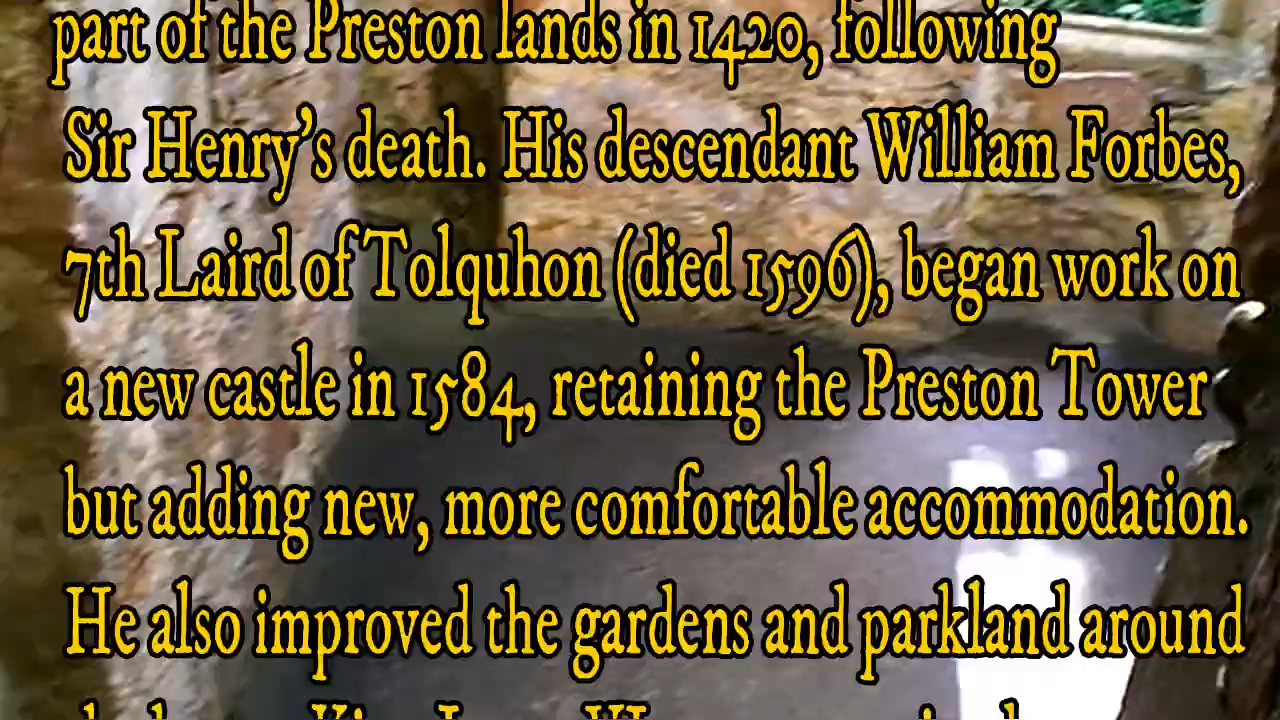 part of the Preston lands in 1420, following
Sir Henry's death. His descendant William Forbes,
7th Laird of Tolquhon (died 1596), began work on
a new castle in 1584, retaining the Preston Tower
but adding new, more comfortable accommodation.
He also improved the gardens and parkland around